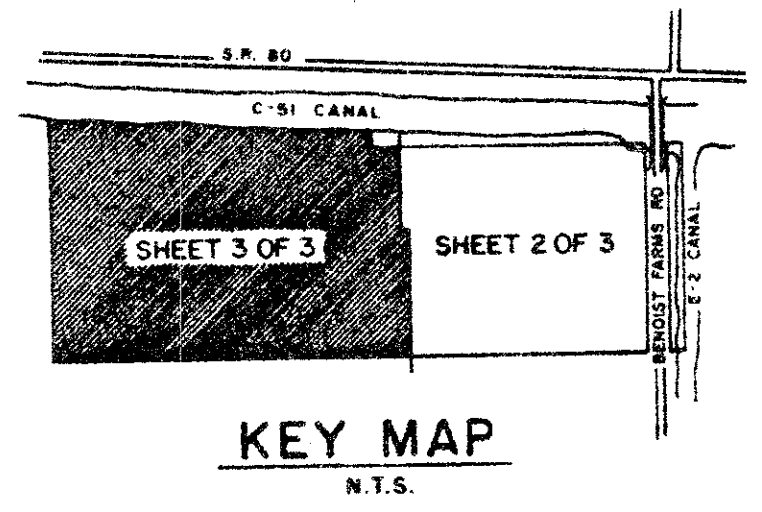 S.R. 80
C-51 CANAL
SHEET 3 OF 3
SHEET 2 OF 3
BENOIST FARMS RD
E-2 CANAL
KEY MAP
N.T.S.